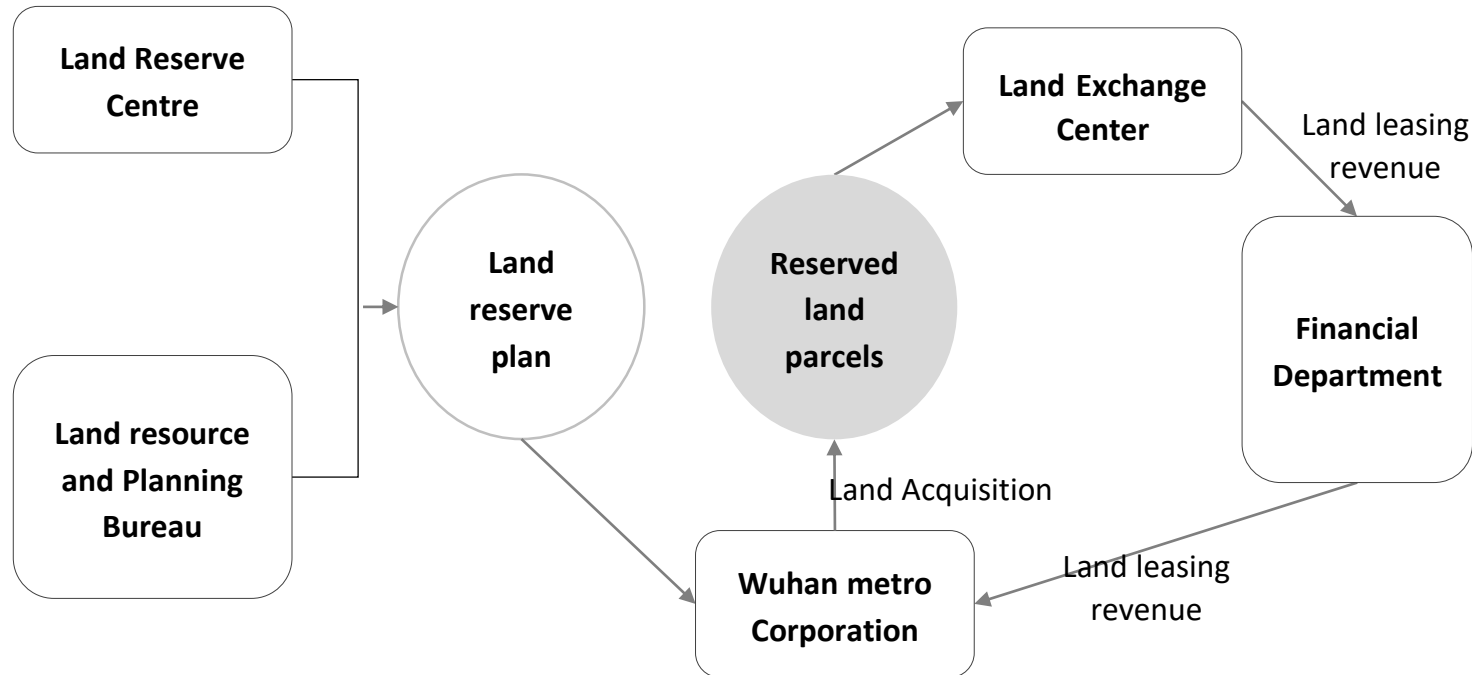 Land Reserve
Centre
Land Exchange
Center
Land leasing
revenue
Land
reserve
plan
Reserved
land
parcels
Financial
Department
Land resource
and Planning
Bureau
Land Acquisition
Wuhan metro
Corporation
Land leasing
revenue